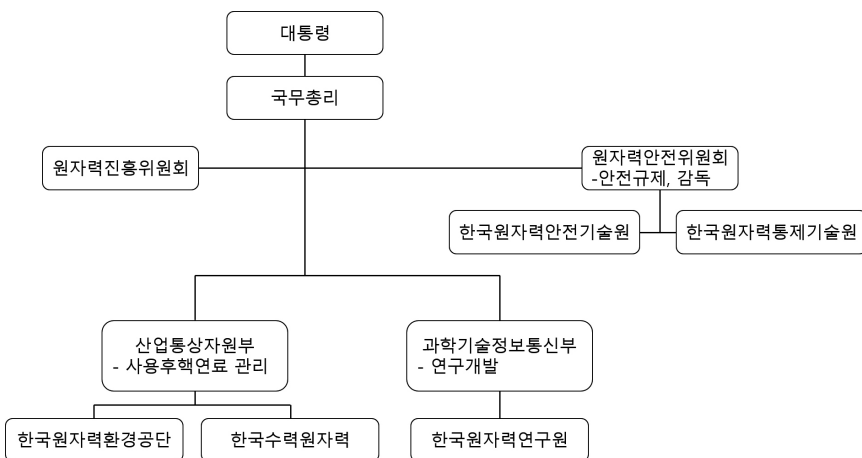 대통령
국무총리
원자력진흥위원회
원자력안전위원회
-안전규제, 감독
한국원자력안전기술원
한국원자력통제기술원
산업통상자원부
- 사용후핵연료 관리
과학기술정보통신부
- 연구개발
한국원자력환경공단
한국수력원자력
한국원자력연구원